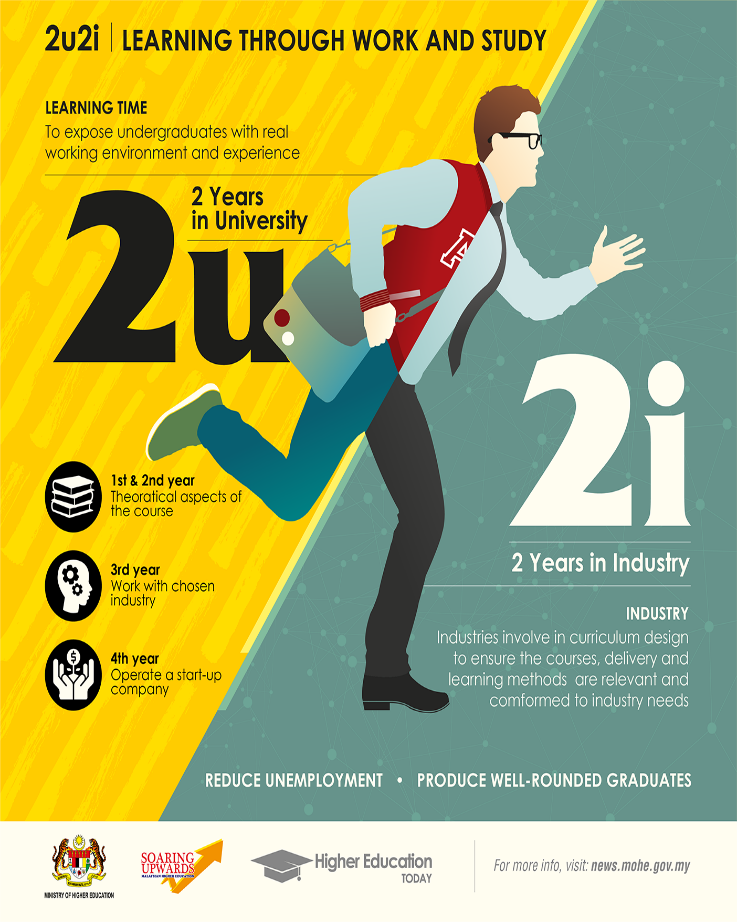 2u2i | LEARNING THROUGH WORK AND STUDY
LEARNING TIME
To expose undergraduates with real
working environment and experience
2 Years
in University
2u
1st & 2nd year
Theoratical aspects of
the course
3rd year
Work with chosen
industry
4th year
Operate a start-up
company
2i
2 Years in Industry
INDUSTRY
Industries involve in curriculum design
to ensure the courses, delivery and
learning methods are relevant and
comformed to industry needs
REDUCE UNEMPLOYMENT • PRODUCE WELL-ROUNDED GRADUATES
MINISTRY OF HIGHER EDUCATION
SOARING
UPWARDS
MALAYSIAN HIGHER EDUCATION
Higher Education
TODAY
For more info, visit: news.mohe.gov.my